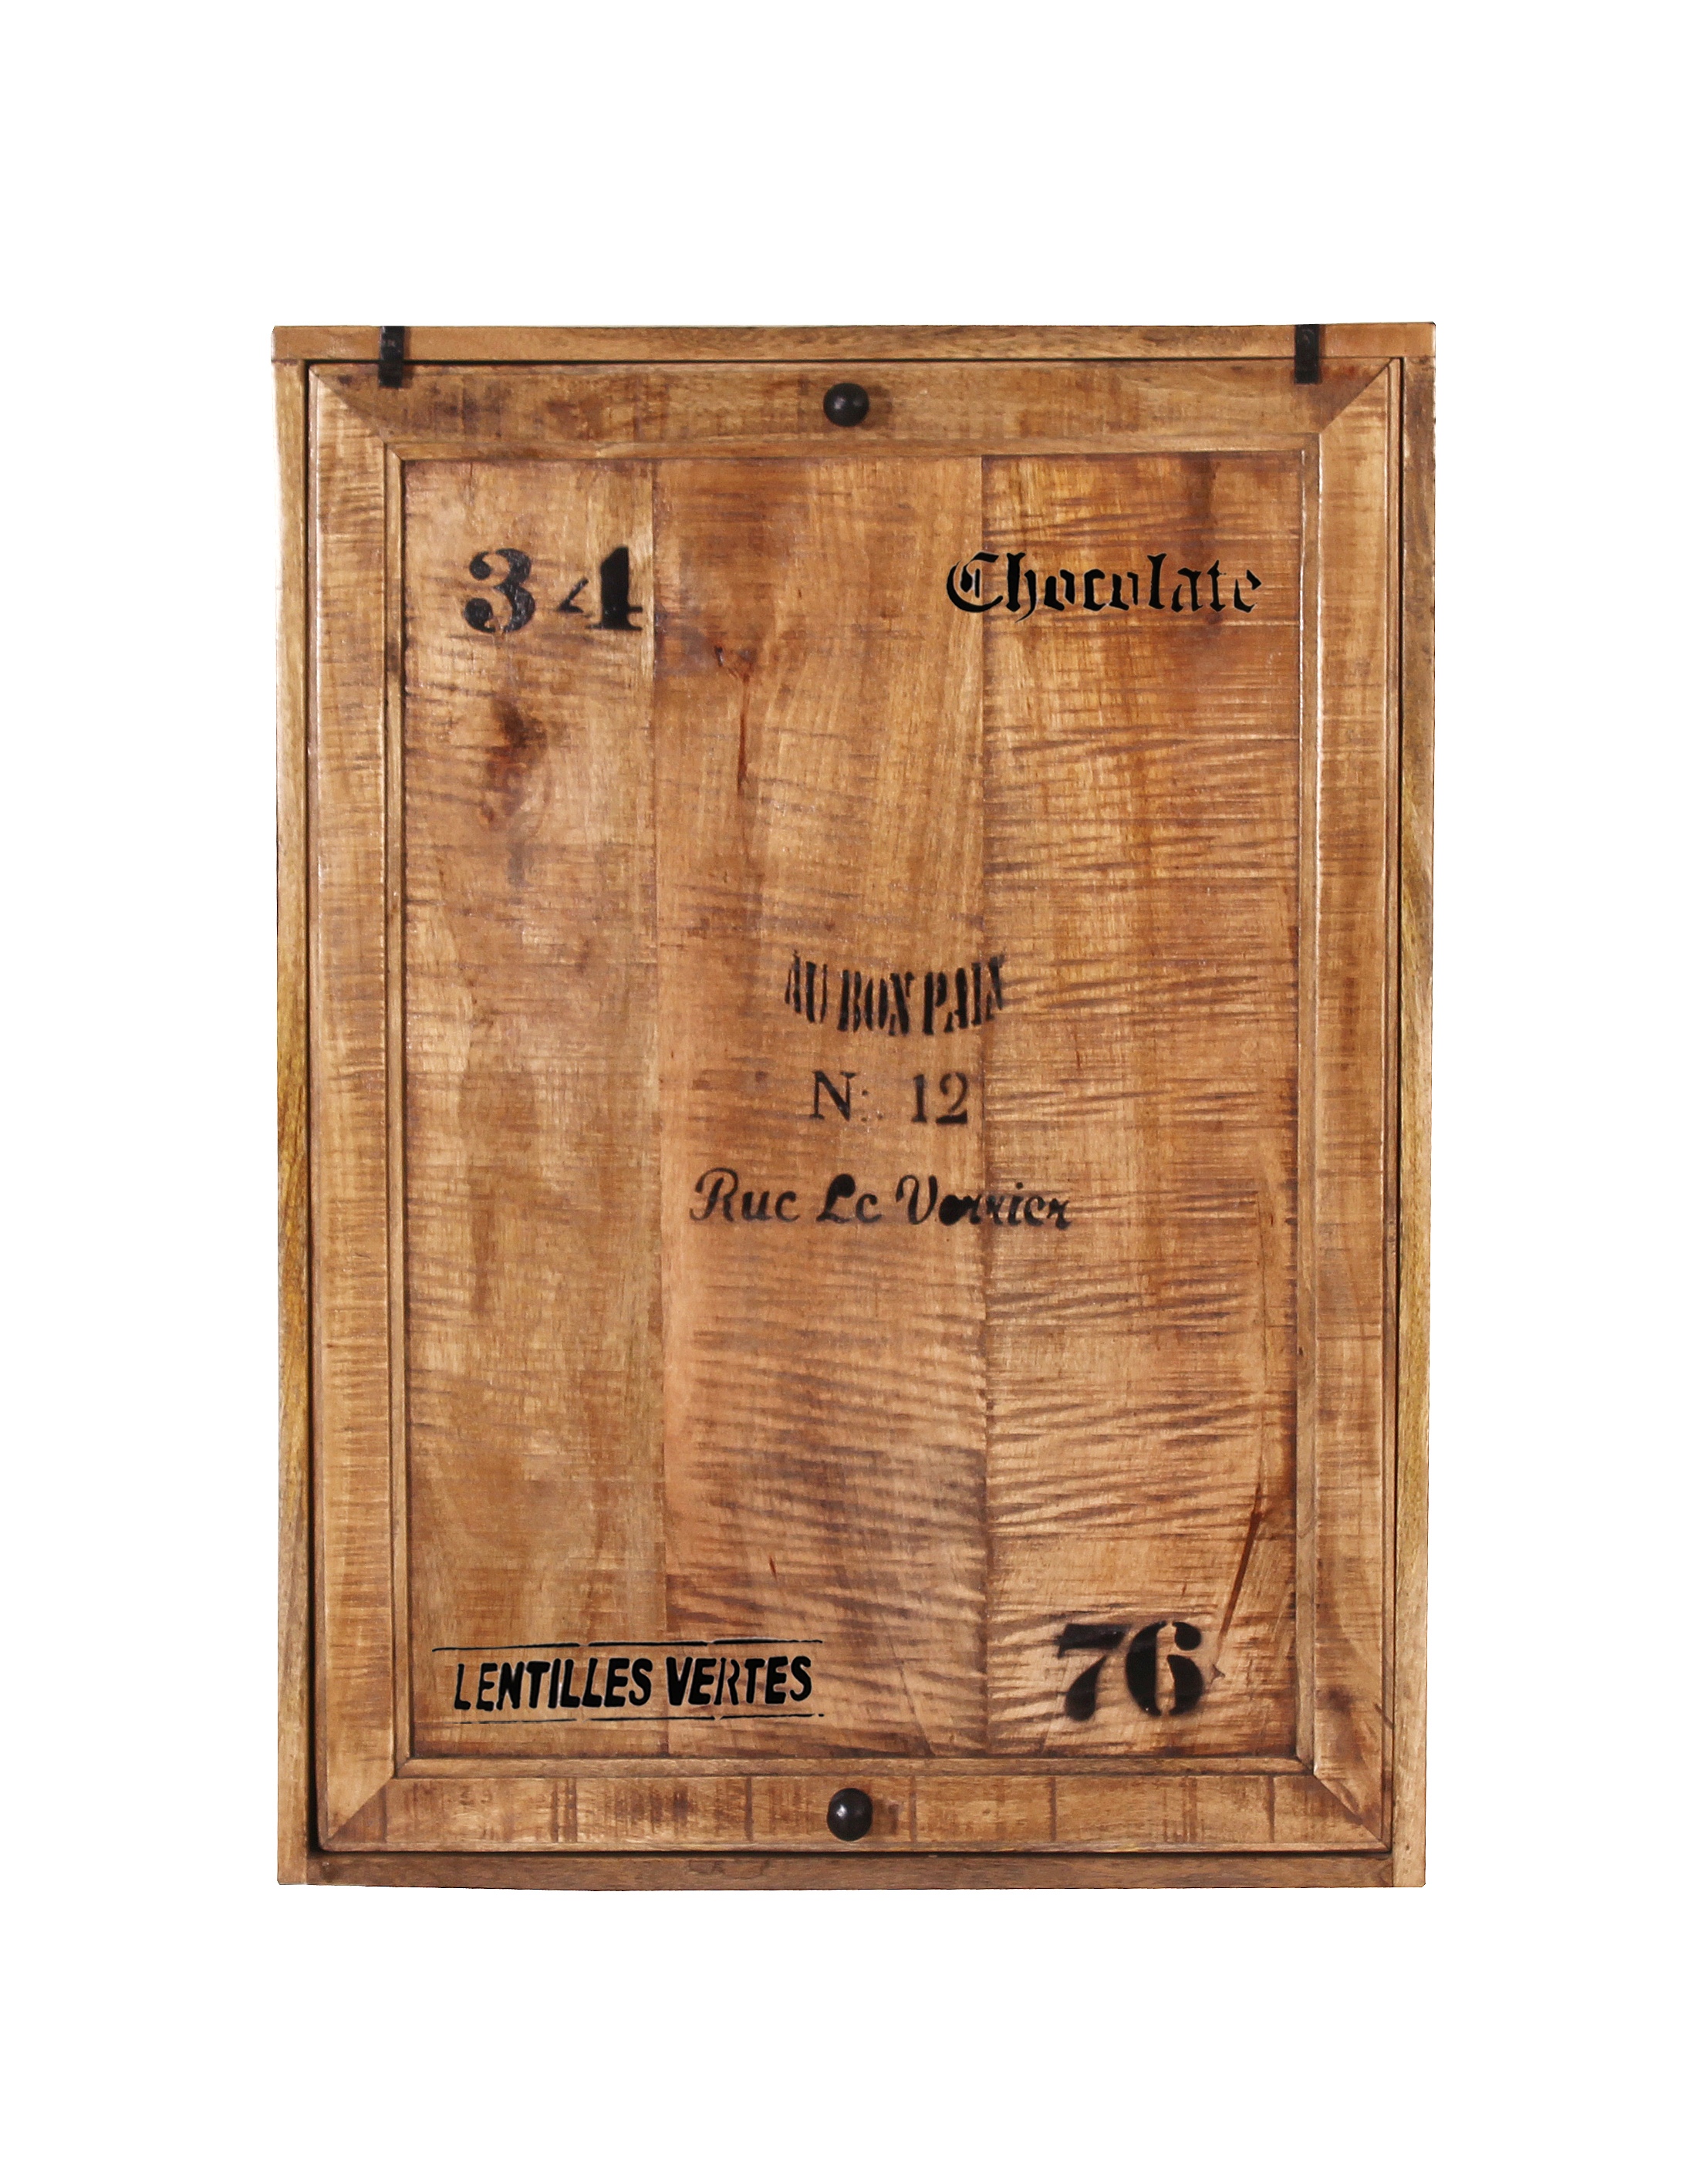 34 Chocolate
AU BON PAIN
N: 12
Rue Le Verrier
LENTILLES VERTES 76